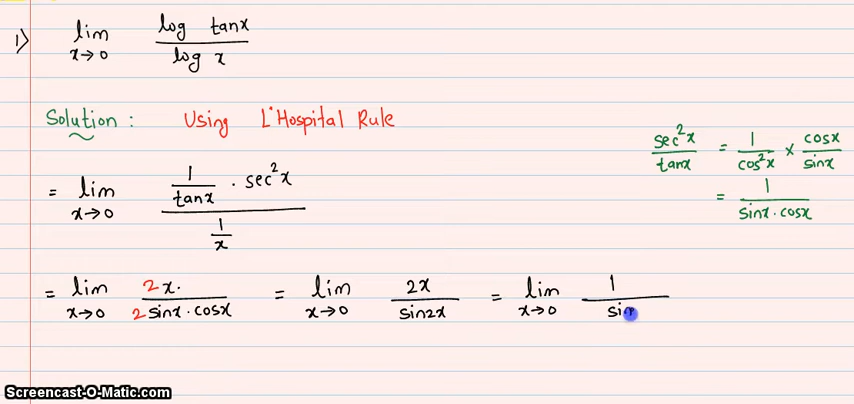 1) lim x→0 log tanx / log x
Solution : Using L'Hospital Rule
= lim x→0 (1/tanx · sec²x) / (1/x)
sec²x/tanx = 1/cos²x × cosx/sinx
= 1/(sinx·cosx)
= lim x→0 2x· / 2sinx·cosx = lim x→0 2x / sin2x = lim x→0 1 / sin
Screencast-O-Matic.com